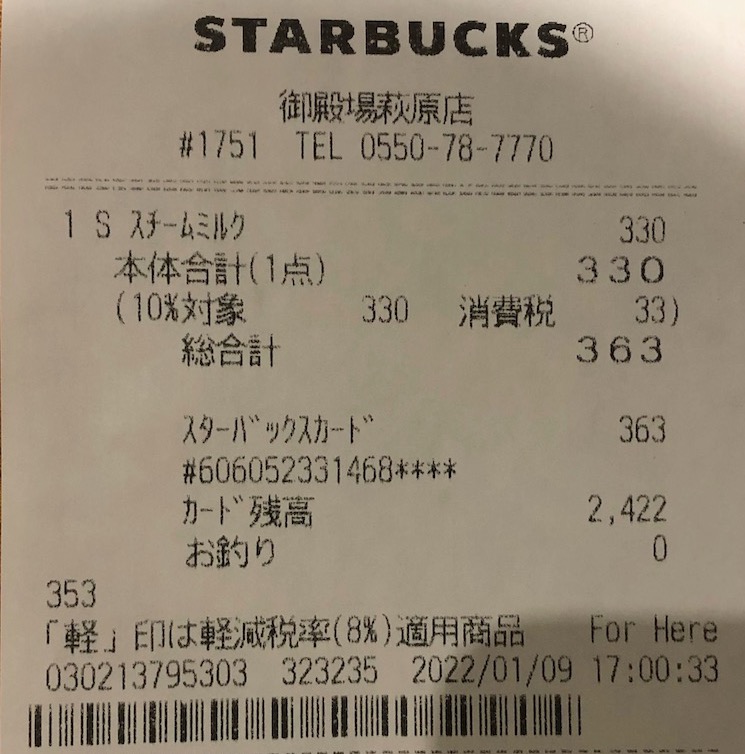 STARBUCKS®
御殿場萩原店
#1751 TEL 0550-78-7770
1 S スチームミルク 330
本体合計(1点) 330
(10%対象 330 消費税 33)
総合計 363
スターバックスカード 363
#606052331468****
カード残高 2,422
お釣り 0
353
「軽」印は軽減税率(8%)適用商品 For Here
030213795303 323235 2022/01/09 17:00:33